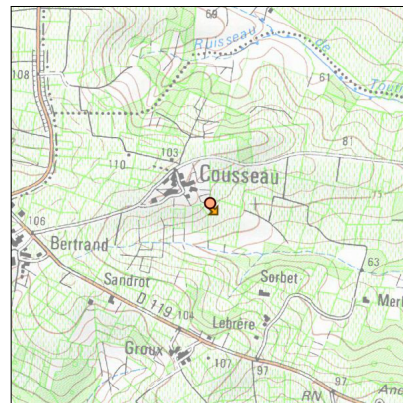 69
Ruisseau de
108
61
103
81
110
Cousseau
106
Bertrand
63
Sandrot
Sorbet
D 119
104
Lebrère
Groux
107
97
97
RN